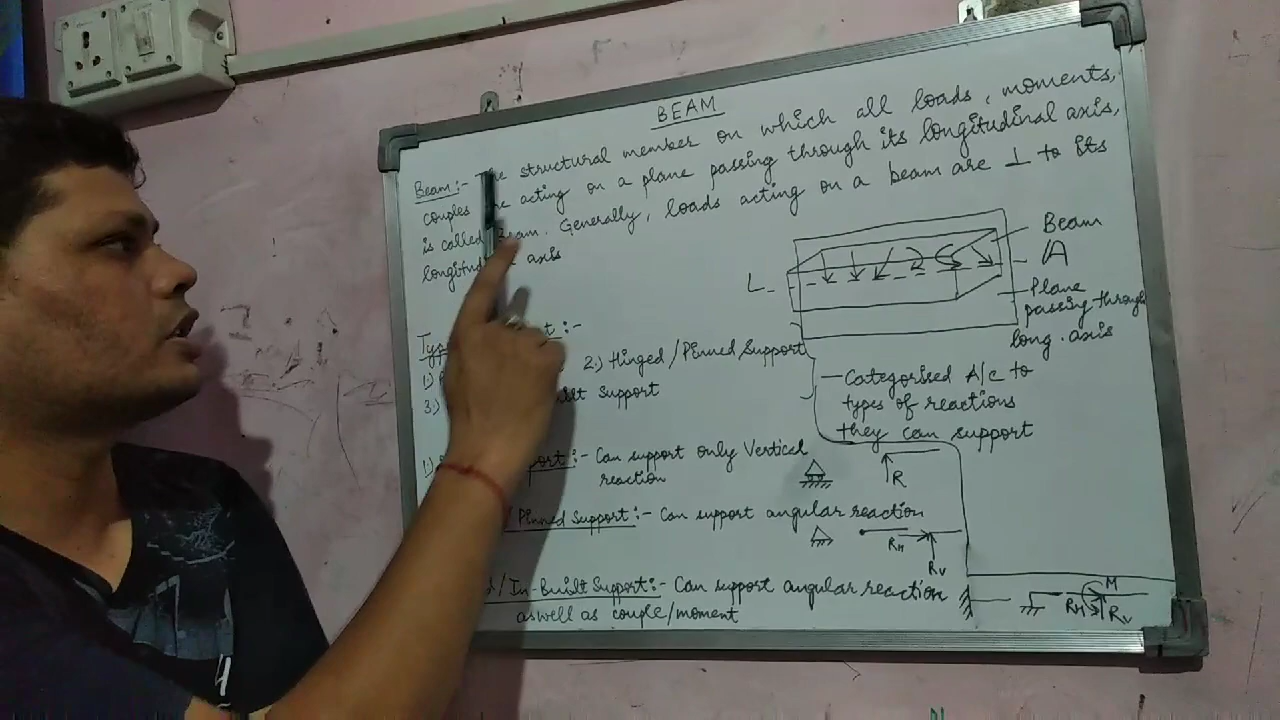 BEAM
Beam:- The structural member on which all loads, moments,
couples acting on a plane passing through its longitudinal axis,
is called Beam. Generally, loads acting on a beam are ⊥ to its
longitudinal axis
Beam
A
L
Plane
passing through
long. axis
:-
1) 2.) Hinged/Pinned Support
3) Support
Categorised A/c to
types of reactions
they can support
1) :- Can support only Vertical
reaction
R
Pinned Support:- Can support angular reaction
RH
RV
/In-Built Support:- Can support angular reaction
aswell as couple/moment
M
RH RV